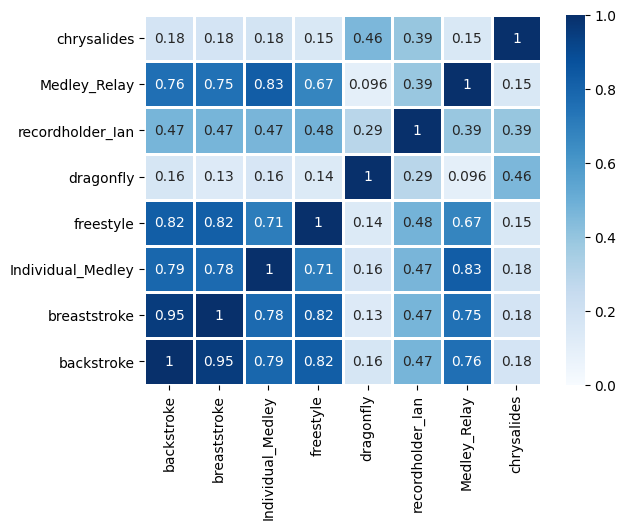 chrysalides 0.18 0.18 0.18 0.15 0.46 0.39 0.15 1
Medley_Relay 0.76 0.75 0.83 0.67 0.096 0.39 1 0.15
recordholder_Ian 0.47 0.47 0.47 0.48 0.29 1 0.39 0.39
dragonfly 0.16 0.13 0.16 0.14 1 0.29 0.096 0.46
freestyle 0.82 0.82 0.71 1 0.14 0.48 0.67 0.15
Individual_Medley 0.79 0.78 1 0.71 0.16 0.47 0.83 0.18
breaststroke 0.95 1 0.78 0.82 0.13 0.47 0.75 0.18
backstroke 1 0.95 0.79 0.82 0.16 0.47 0.76 0.18
backstroke
breaststroke
Individual_Medley
freestyle
dragonfly
recordholder_Ian
Medley_Relay
chrysalides
1.0
0.8
0.6
0.4
0.2
0.0